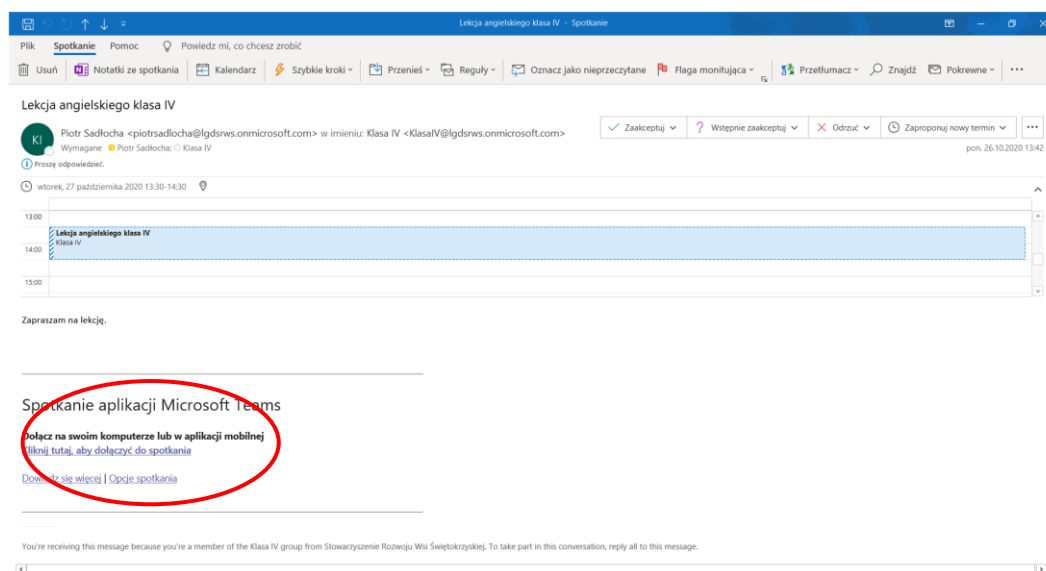 Lekcja angielskiego klasa IV - Spotkanie
Plik Spotkanie Pomoc Powiedz mi, co chcesz zrobić
Usuń Notatki ze spotkania Kalendarz Szybkie kroki Przenieś Reguły Oznacz jako nieprzeczytane Flaga monitująca Przetłumacz Znajdź Pokrewne ...
Lekcja angielskiego klasa IV
KI
Piotr Sadłocha <piotrsadlocha@lgdsrws.onmicrosoft.com> w imieniu: Klasa IV <KlasaIV@lgdsrws.onmicrosoft.com>
Zaakceptuj Wstępnie zaakceptuj Odrzuć Zaproponuj nowy termin ...
Wymagane Piotr Sadłocha; Klasa IV
pon. 26.10.2020 13:42
Proszę odpowiedzieć.
wtorek, 27 października 2020 13:30-14:30
13:00
Lekcja angielskiego klasa IV
Klasa IV
14:00
15:00
Zapraszam na lekcję.
Spotkanie aplikacji Microsoft Teams
Dołącz na swoim komputerze lub w aplikacji mobilnej
Kliknij tutaj, aby dołączyć do spotkania
Dowiedz się więcej | Opcje spotkania
You're receiving this message because you're a member of the Klasa IV group from Stowarzyszenie Rozwoju Wsi Świętokrzyskiej. To take part in this conversation, reply all to this message.